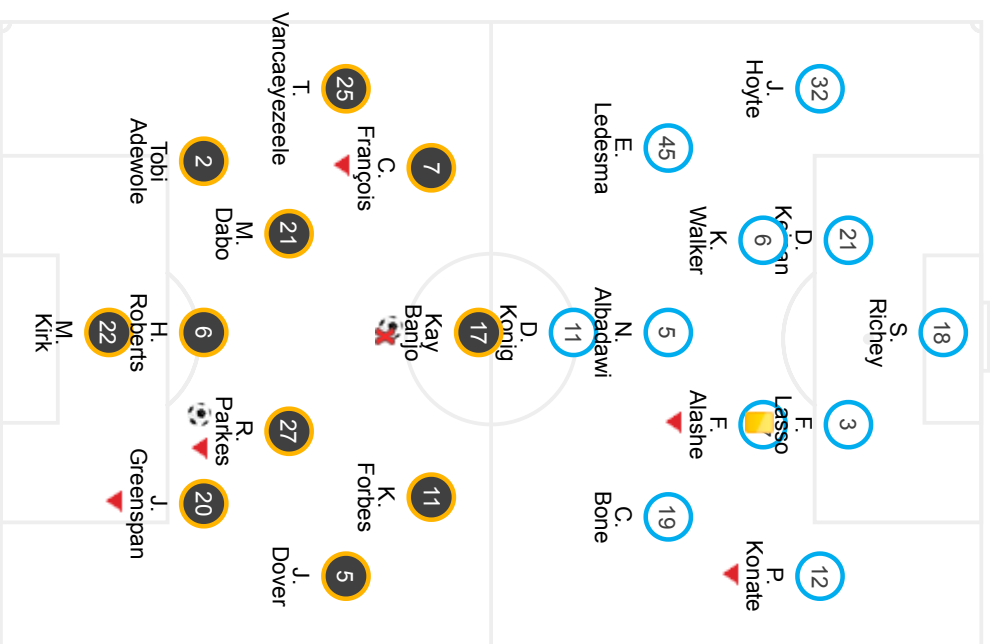 18
S.
Richey
21
D.
3
F.
Lasso
32
J.
Hoyte
12
P.
Konate
6
K.
Walker
F.
Alashe
45
E.
Ledesma
5
N.
Albadawi
19
C.
Bone
11
D.
Konig
17
Kay
Banjo
7
C.
François
11
K.
Forbes
25
T.
Vancaeyezeele
5
J.
Dover
21
M.
Dabo
27
R.
Parkes
2
Tobi
Adewole
6
H.
Roberts
20
J.
Greenspan
22
M.
Kirk